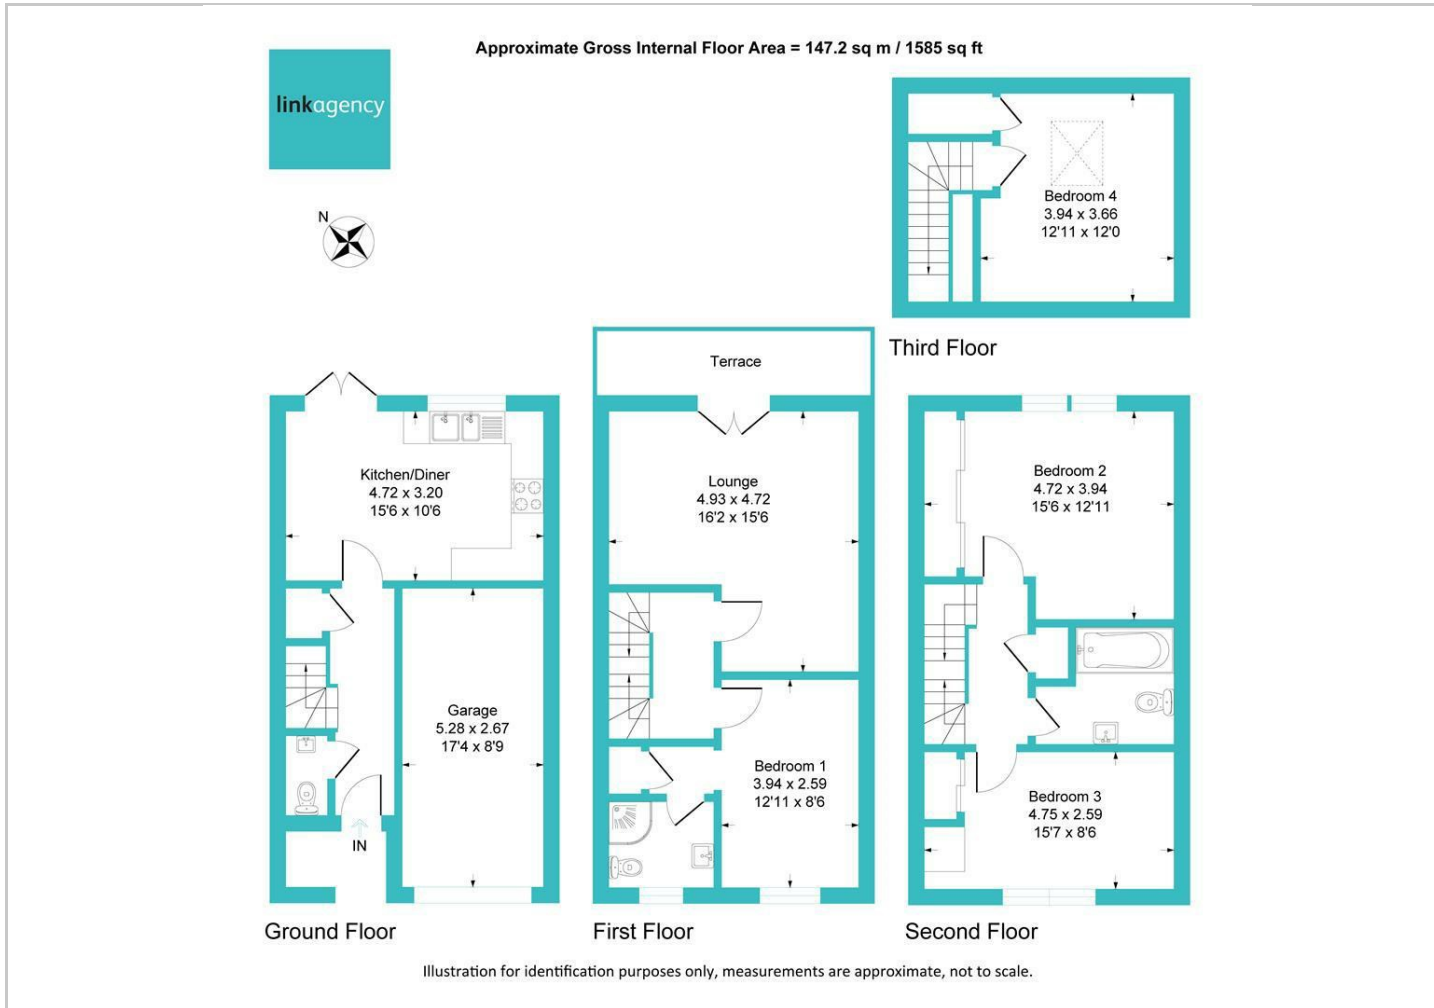 Approximate Gross Internal Floor Area = 147.2 sq m / 1585 sq ft
linkagency
N
Bedroom 4
3.94 x 3.66
12'11 x 12'0
Third Floor
Terrace
Kitchen/Diner
4.72 x 3.20
15'6 x 10'6
Garage
5.28 x 2.67
17'4 x 8'9
IN
Ground Floor
Lounge
4.93 x 4.72
16'2 x 15'6
Bedroom 1
3.94 x 2.59
12'11 x 8'6
First Floor
Bedroom 2
4.72 x 3.94
15'6 x 12'11
Bedroom 3
4.75 x 2.59
15'7 x 8'6
Second Floor
Illustration for identification purposes only, measurements are approximate, not to scale.